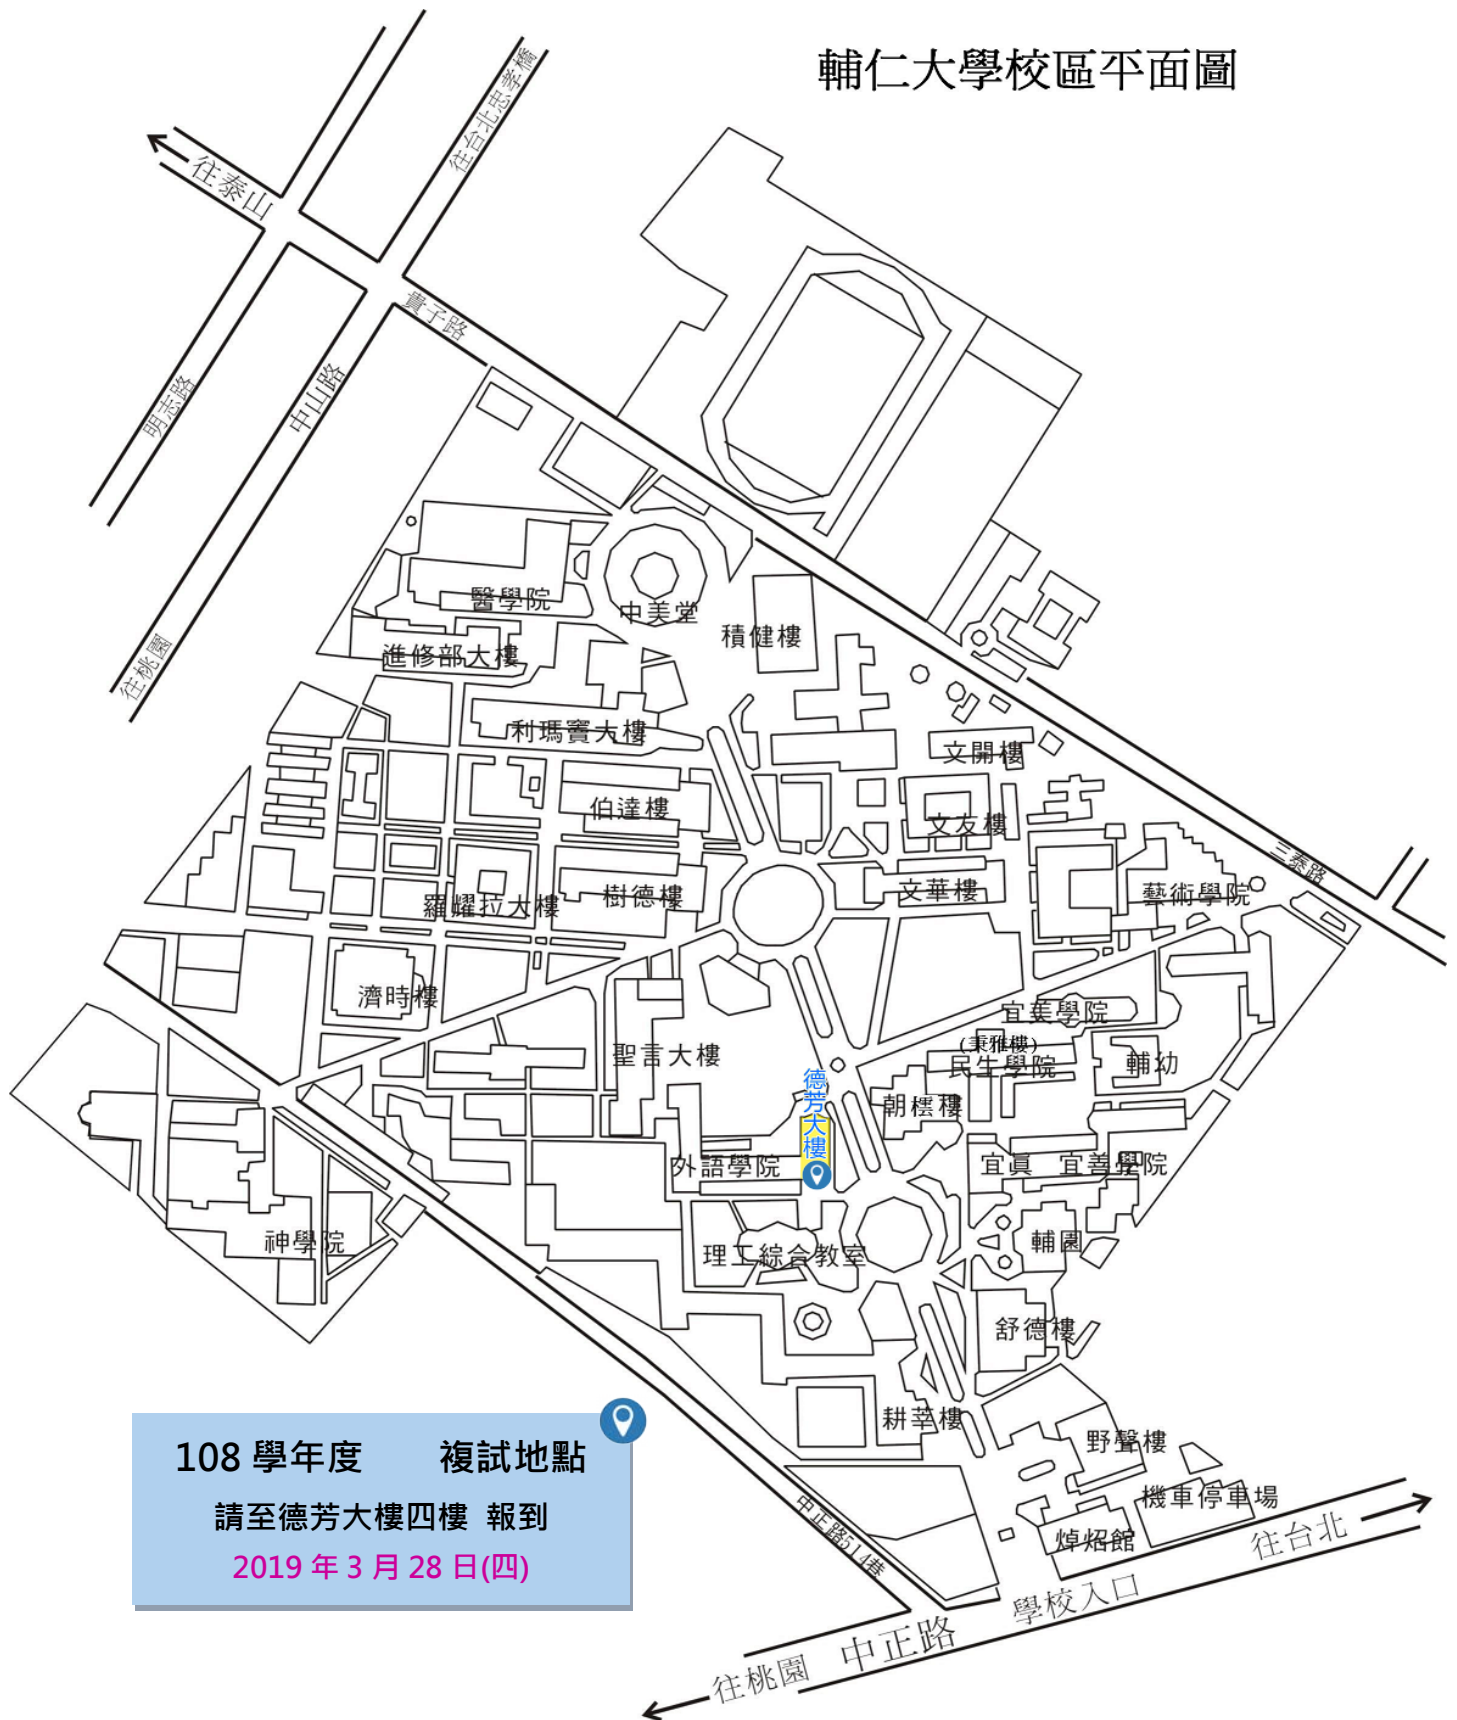 輔仁大學校區平面圖
往台北忠孝橋
往泰山
貴子路
明志路
中山路
往桃園
醫學院
中美堂
積健樓
進修部大樓
利瑪竇大樓
文開樓
伯達樓
文友樓
三泰路
羅耀拉大樓
樹德樓
文華樓
藝術學院
濟時樓
宜美學院
聖言大樓
(秉雅樓)
民生學院
輔幼
德芳大樓
朝橒樓
外語學院
宜真
宜善學院
神學院
理工綜合教室
輔園
舒德樓
耕莘樓
野聲樓
機車停車場
焯炤館
中正路514巷
往台北
學校入口
中正路
往桃園
108 學年度 複試地點
請至德芳大樓四樓 報到
2019 年 3 月 28 日(四)